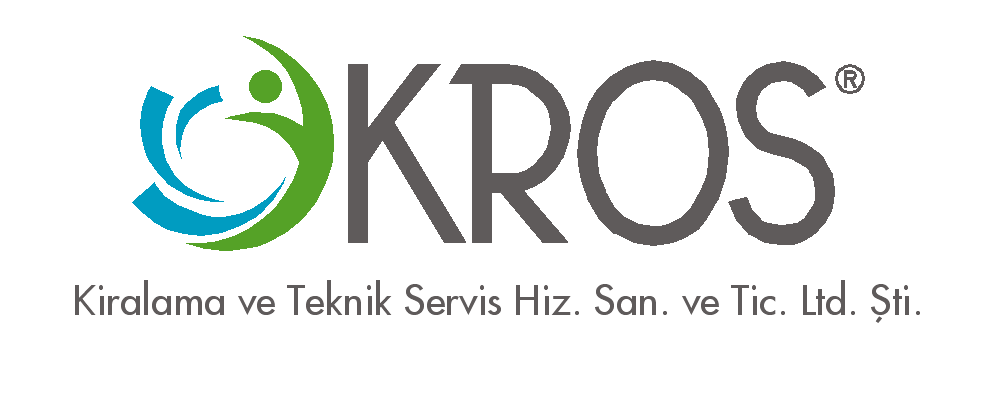 KROS®
Kiralama ve Teknik Servis Hiz. San. ve Tic. Ltd. Şti.